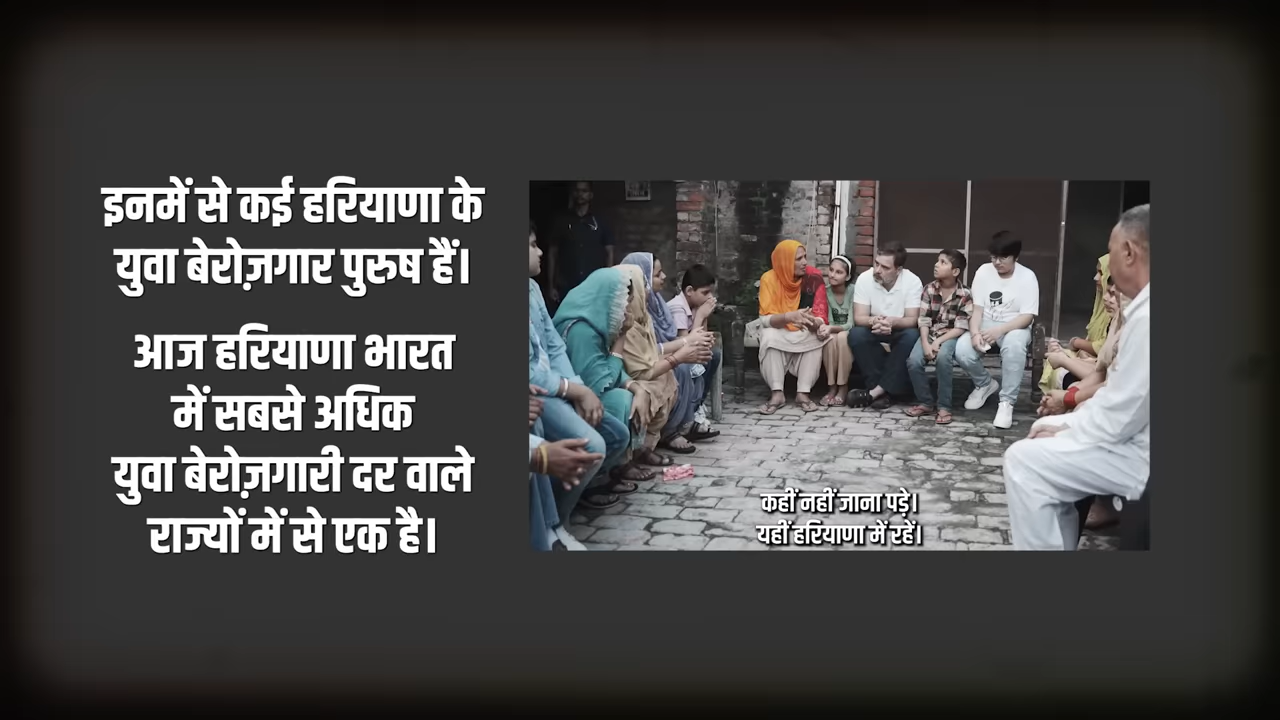 इनमें से कई हरियाणा के
युवा बेरोज़गार पुरुष हैं।
आज हरियाणा भारत
में सबसे अधिक
युवा बेरोज़गारी दर वाले
राज्यों में से एक है।
कहीं नहीं जाना पड़े।
यहीं हरियाणा में रहें।